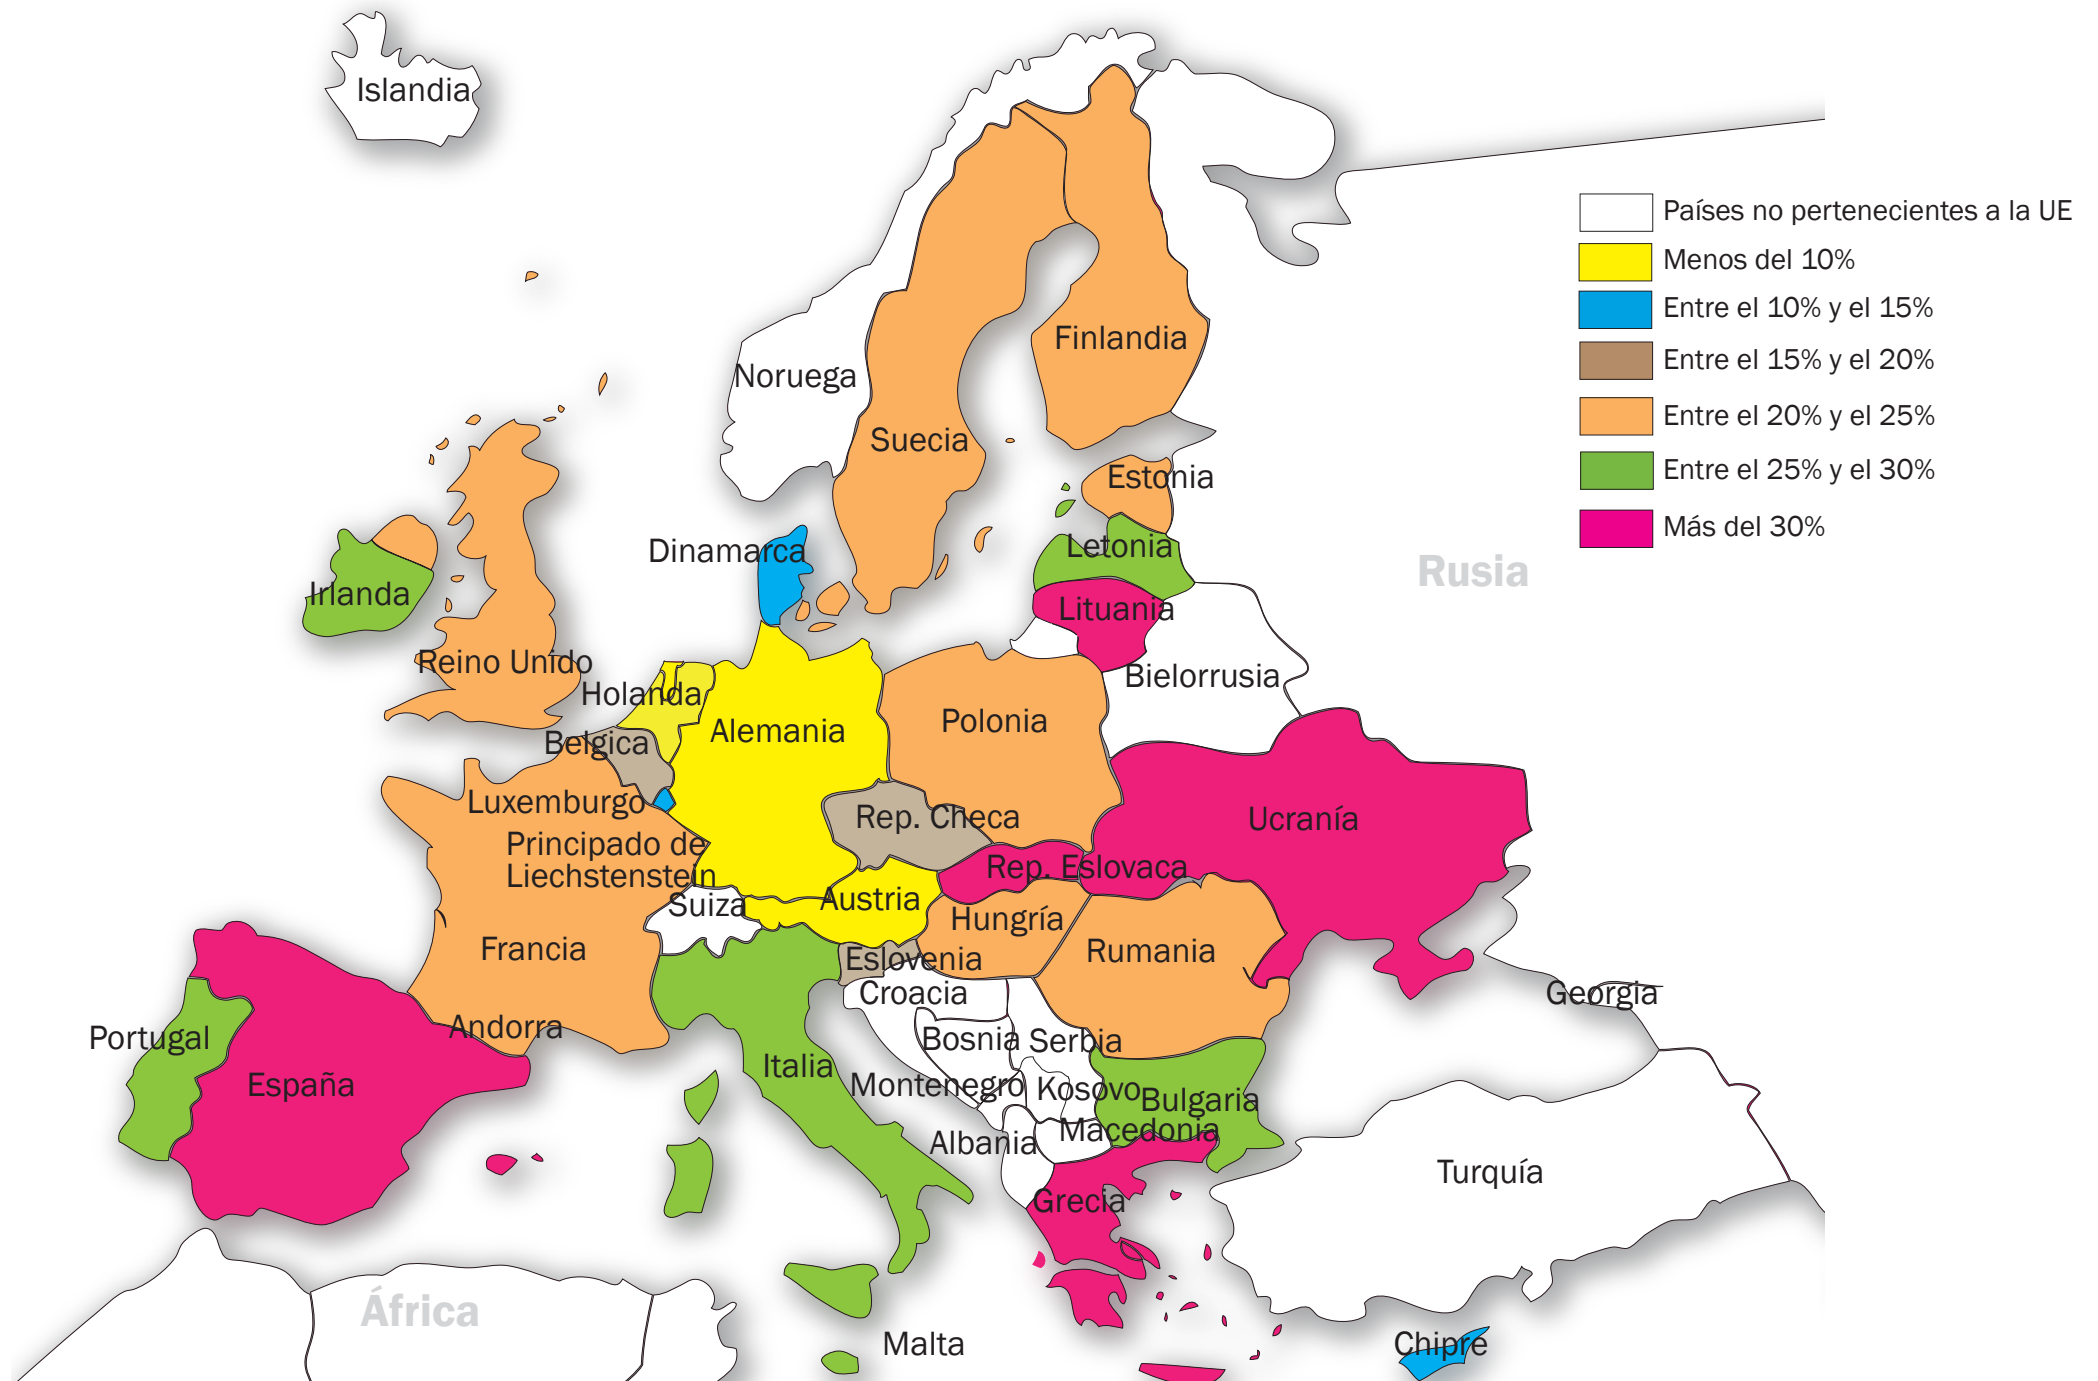 Islandia
Países no pertenecientes a la UE
Menos del 10%
Entre el 10% y el 15%
Entre el 15% y el 20%
Entre el 20% y el 25%
Entre el 25% y el 30%
Más del 30%
Finlandia
Noruega
Suecia
Estonia
Dinamarca
Letonia
Rusia
Irlanda
Lituania
Reino Unido
Bielorrusia
Holanda
Polonia
Alemania
Belgica
Luxemburgo
Rep. Checa
Ucranía
Principado de
Liechstenstein
Rep. Eslovaca
Austria
Suiza
Hungría
Francia
Rumania
Eslovenia
Croacia
Georgia
Andorra
Portugal
Bosnia
Serbia
Italia
España
Montenegro
Kosovo
Bulgaria
Macedonia
Albania
Turquía
Grecia
África
Malta
Chipre